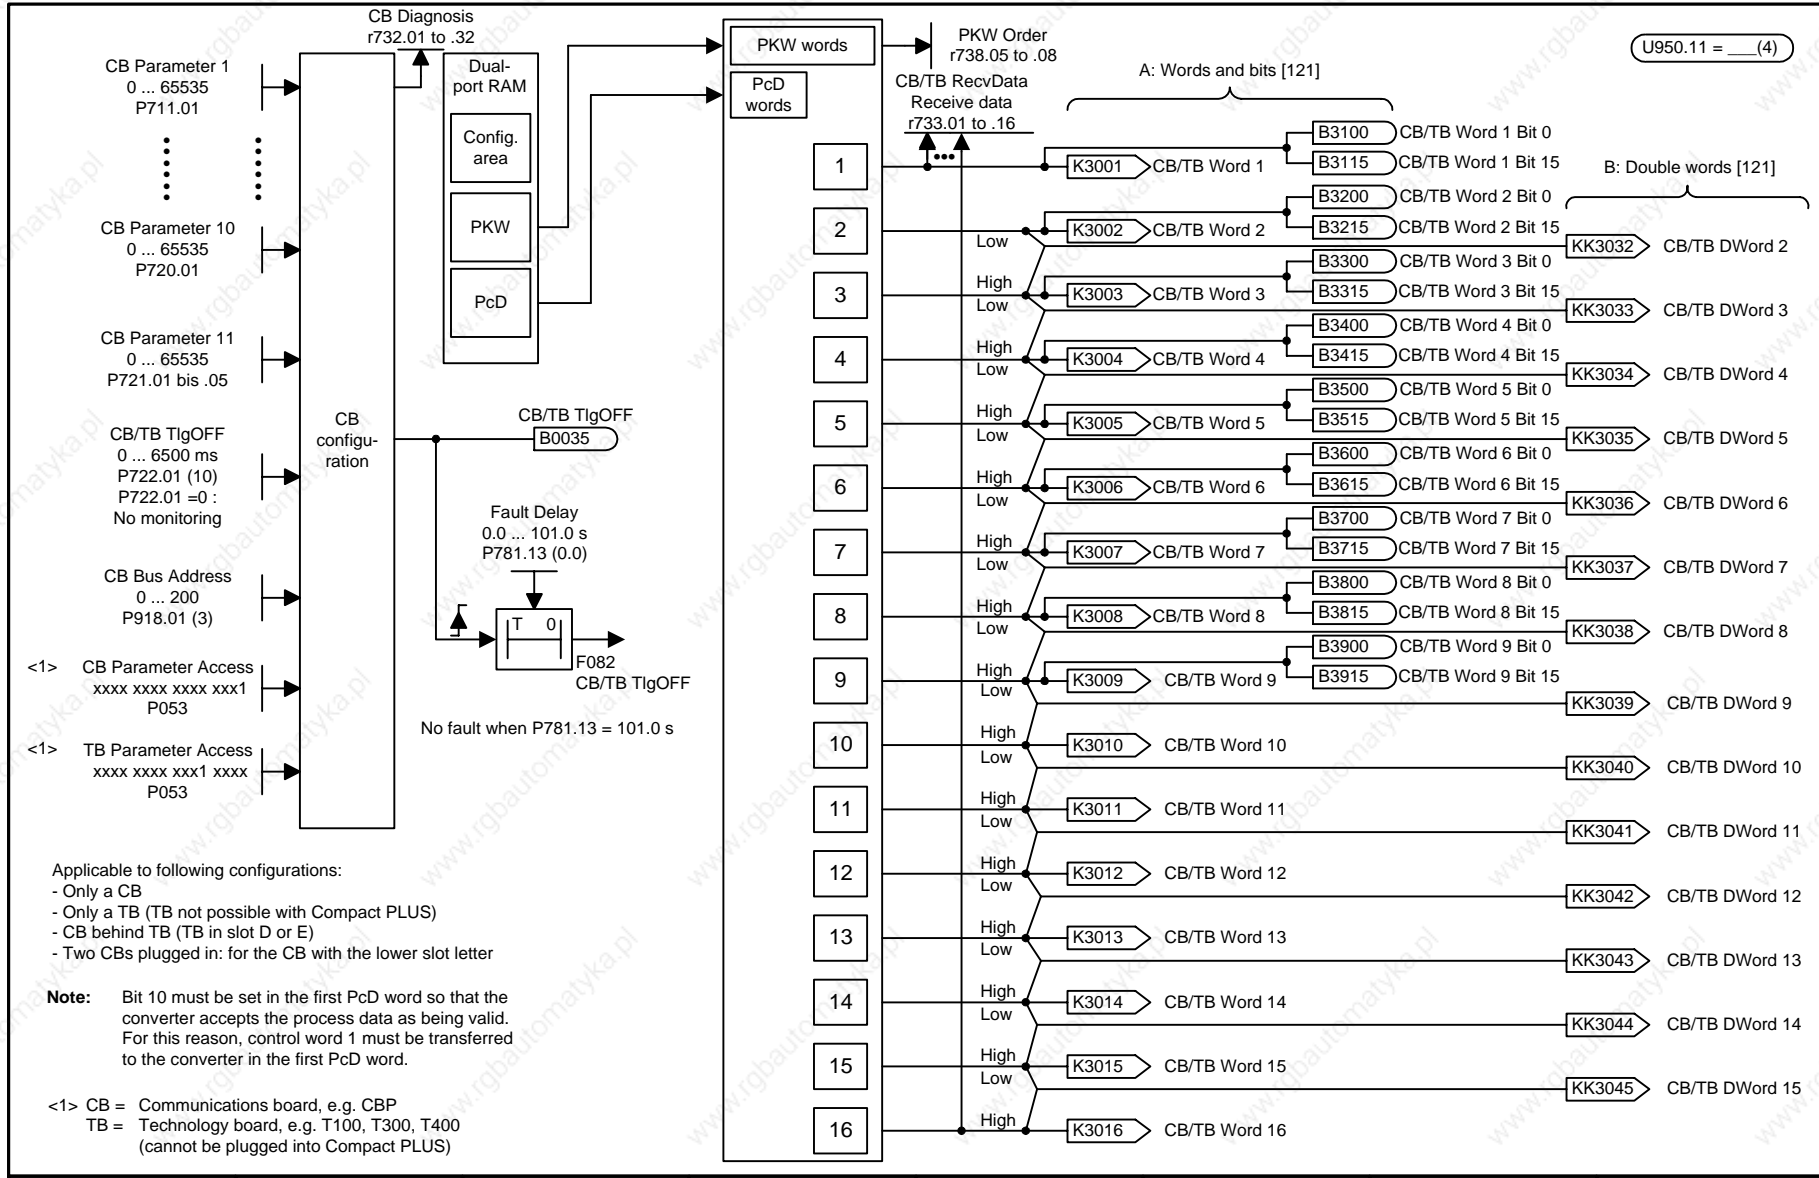 CB Diagnosis
r732.01 to .32
CB Parameter 1
0 ... 65535
P711.01
CB Parameter 10
0 ... 65535
P720.01
CB Parameter 11
0 ... 65535
P721.01 bis .05
CB/TB TlgOFF
0 ... 6500 ms
P722.01 (10)
P722.01 =0 :
No monitoring
CB Bus Address
0 ... 200
P918.01 (3)
<1> CB Parameter Access
xxxx xxxx xxxx xxx1
P053
<1> TB Parameter Access
xxxx xxxx xxx1 xxxx
P053
CB
configu-
ration
Dual-
port RAM
Config.
area
PKW
PcD
CB/TB TlgOFF
B0035
Fault Delay
0.0 ... 101.0 s
P781.13 (0.0)
T 0
F082
CB/TB TlgOFF
No fault when P781.13 = 101.0 s
Applicable to following configurations:
- Only a CB
- Only a TB (TB not possible with Compact PLUS)
- CB behind TB (TB in slot D or E)
- Two CBs plugged in: for the CB with the lower slot letter
Note: Bit 10 must be set in the first PcD word so that the
converter accepts the process data as being valid.
For this reason, control word 1 must be transferred
to the converter in the first PcD word.
<1> CB = Communications board, e.g. CBP
TB = Technology board, e.g. T100, T300, T400
(cannot be plugged into Compact PLUS)
PKW words
PcD
words
PKW Order
r738.05 to .08
CB/TB RecvData
Receive data
r733.01 to .16
U950.11 = ___(4)
A: Words and bits [121]
B: Double words [121]
1
K3001 CB/TB Word 1
B3100 CB/TB Word 1 Bit 0
B3115 CB/TB Word 1 Bit 15
2
Low
K3002 CB/TB Word 2
B3200 CB/TB Word 2 Bit 0
B3215 CB/TB Word 2 Bit 15
KK3032 CB/TB DWord 2
3
High
Low
K3003 CB/TB Word 3
B3300 CB/TB Word 3 Bit 0
B3315 CB/TB Word 3 Bit 15
KK3033 CB/TB DWord 3
4
High
Low
K3004 CB/TB Word 4
B3400 CB/TB Word 4 Bit 0
B3415 CB/TB Word 4 Bit 15
KK3034 CB/TB DWord 4
5
High
Low
K3005 CB/TB Word 5
B3500 CB/TB Word 5 Bit 0
B3515 CB/TB Word 5 Bit 15
KK3035 CB/TB DWord 5
6
High
Low
K3006 CB/TB Word 6
B3600 CB/TB Word 6 Bit 0
B3615 CB/TB Word 6 Bit 15
KK3036 CB/TB DWord 6
7
High
Low
K3007 CB/TB Word 7
B3700 CB/TB Word 7 Bit 0
B3715 CB/TB Word 7 Bit 15
KK3037 CB/TB DWord 7
8
High
Low
K3008 CB/TB Word 8
B3800 CB/TB Word 8 Bit 0
B3815 CB/TB Word 8 Bit 15
KK3038 CB/TB DWord 8
9
High
Low
K3009 CB/TB Word 9
B3900 CB/TB Word 9 Bit 0
B3915 CB/TB Word 9 Bit 15
KK3039 CB/TB DWord 9
10
High
Low
K3010 CB/TB Word 10
KK3040 CB/TB DWord 10
11
High
Low
K3011 CB/TB Word 11
KK3041 CB/TB DWord 11
12
High
Low
K3012 CB/TB Word 12
KK3042 CB/TB DWord 12
13
High
Low
K3013 CB/TB Word 13
KK3043 CB/TB DWord 13
14
High
Low
K3014 CB/TB Word 14
KK3044 CB/TB DWord 14
15
High
Low
K3015 CB/TB Word 15
KK3045 CB/TB DWord 15
16
High
K3016 CB/TB Word 16
www.rgbautomatyka.pl